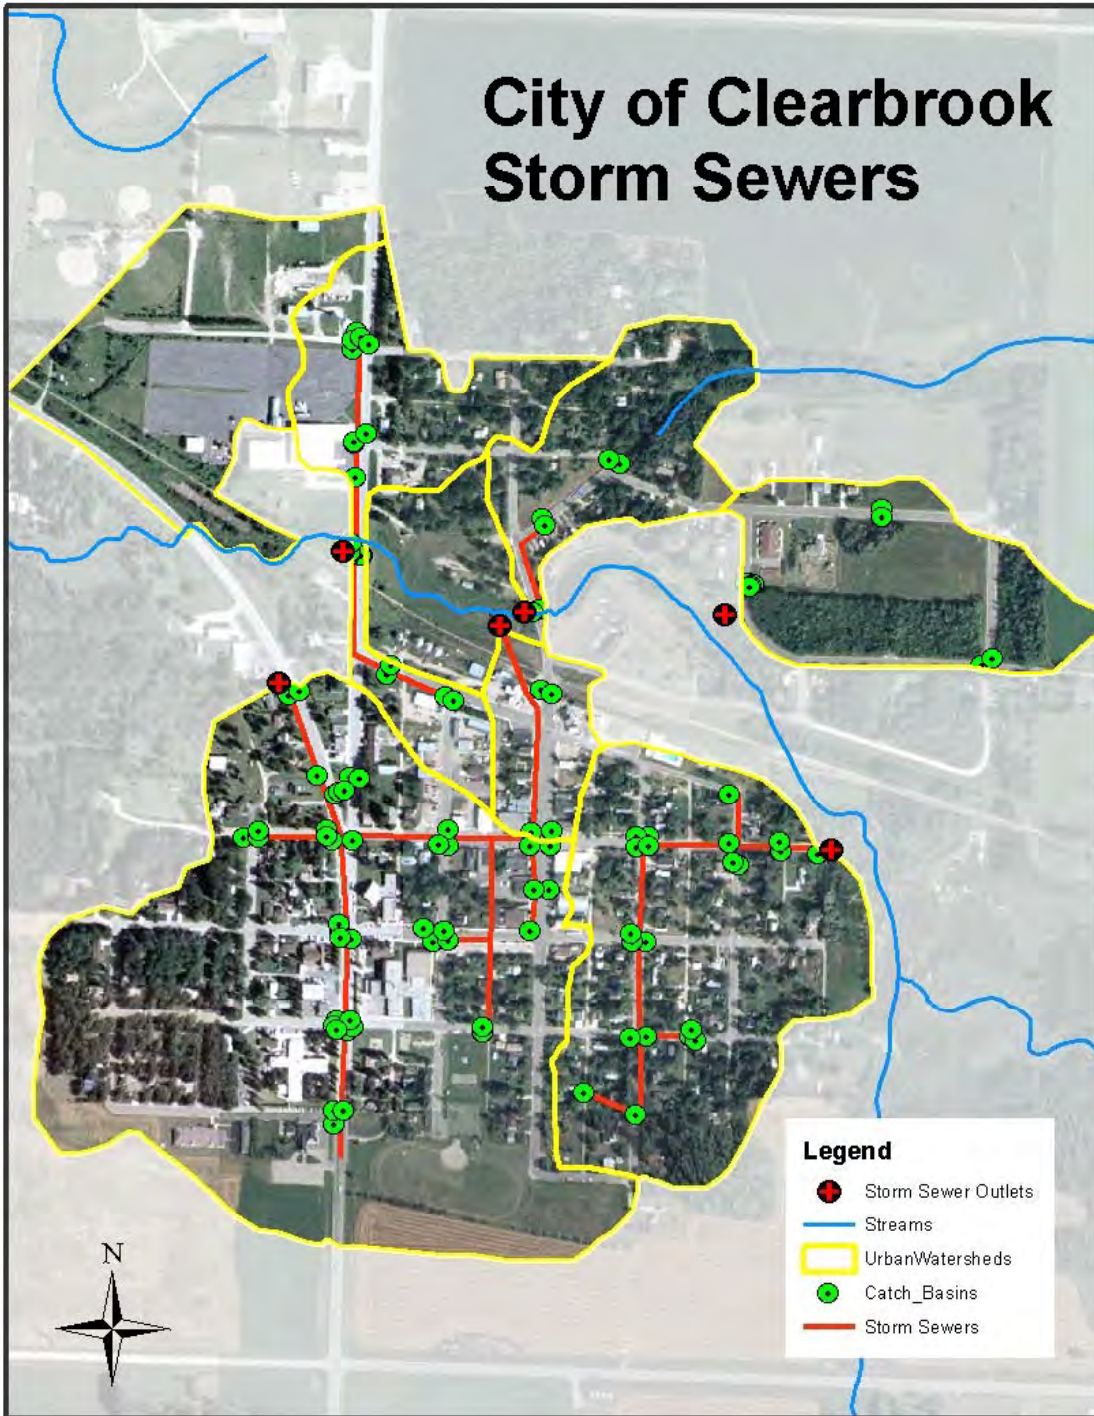 City of Clearbrook
Storm Sewers
Legend
Storm Sewer Outlets
Streams
UrbanWatersheds
Catch_Basins
Storm Sewers
N